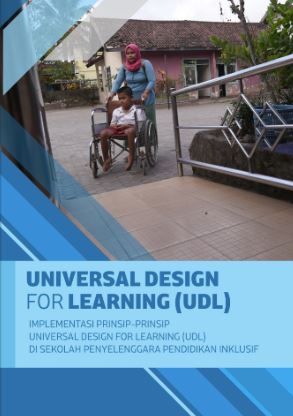 UNIVERSAL DESIGN
FOR LEARNING (UDL)
IMPLEMENTASI PRINSIP-PRINSIP
UNIVERSAL DESIGN FOR LEARNING (UDL)
DI SEKOLAH PENYELENGGARA PENDIDIKAN INKLUSIF